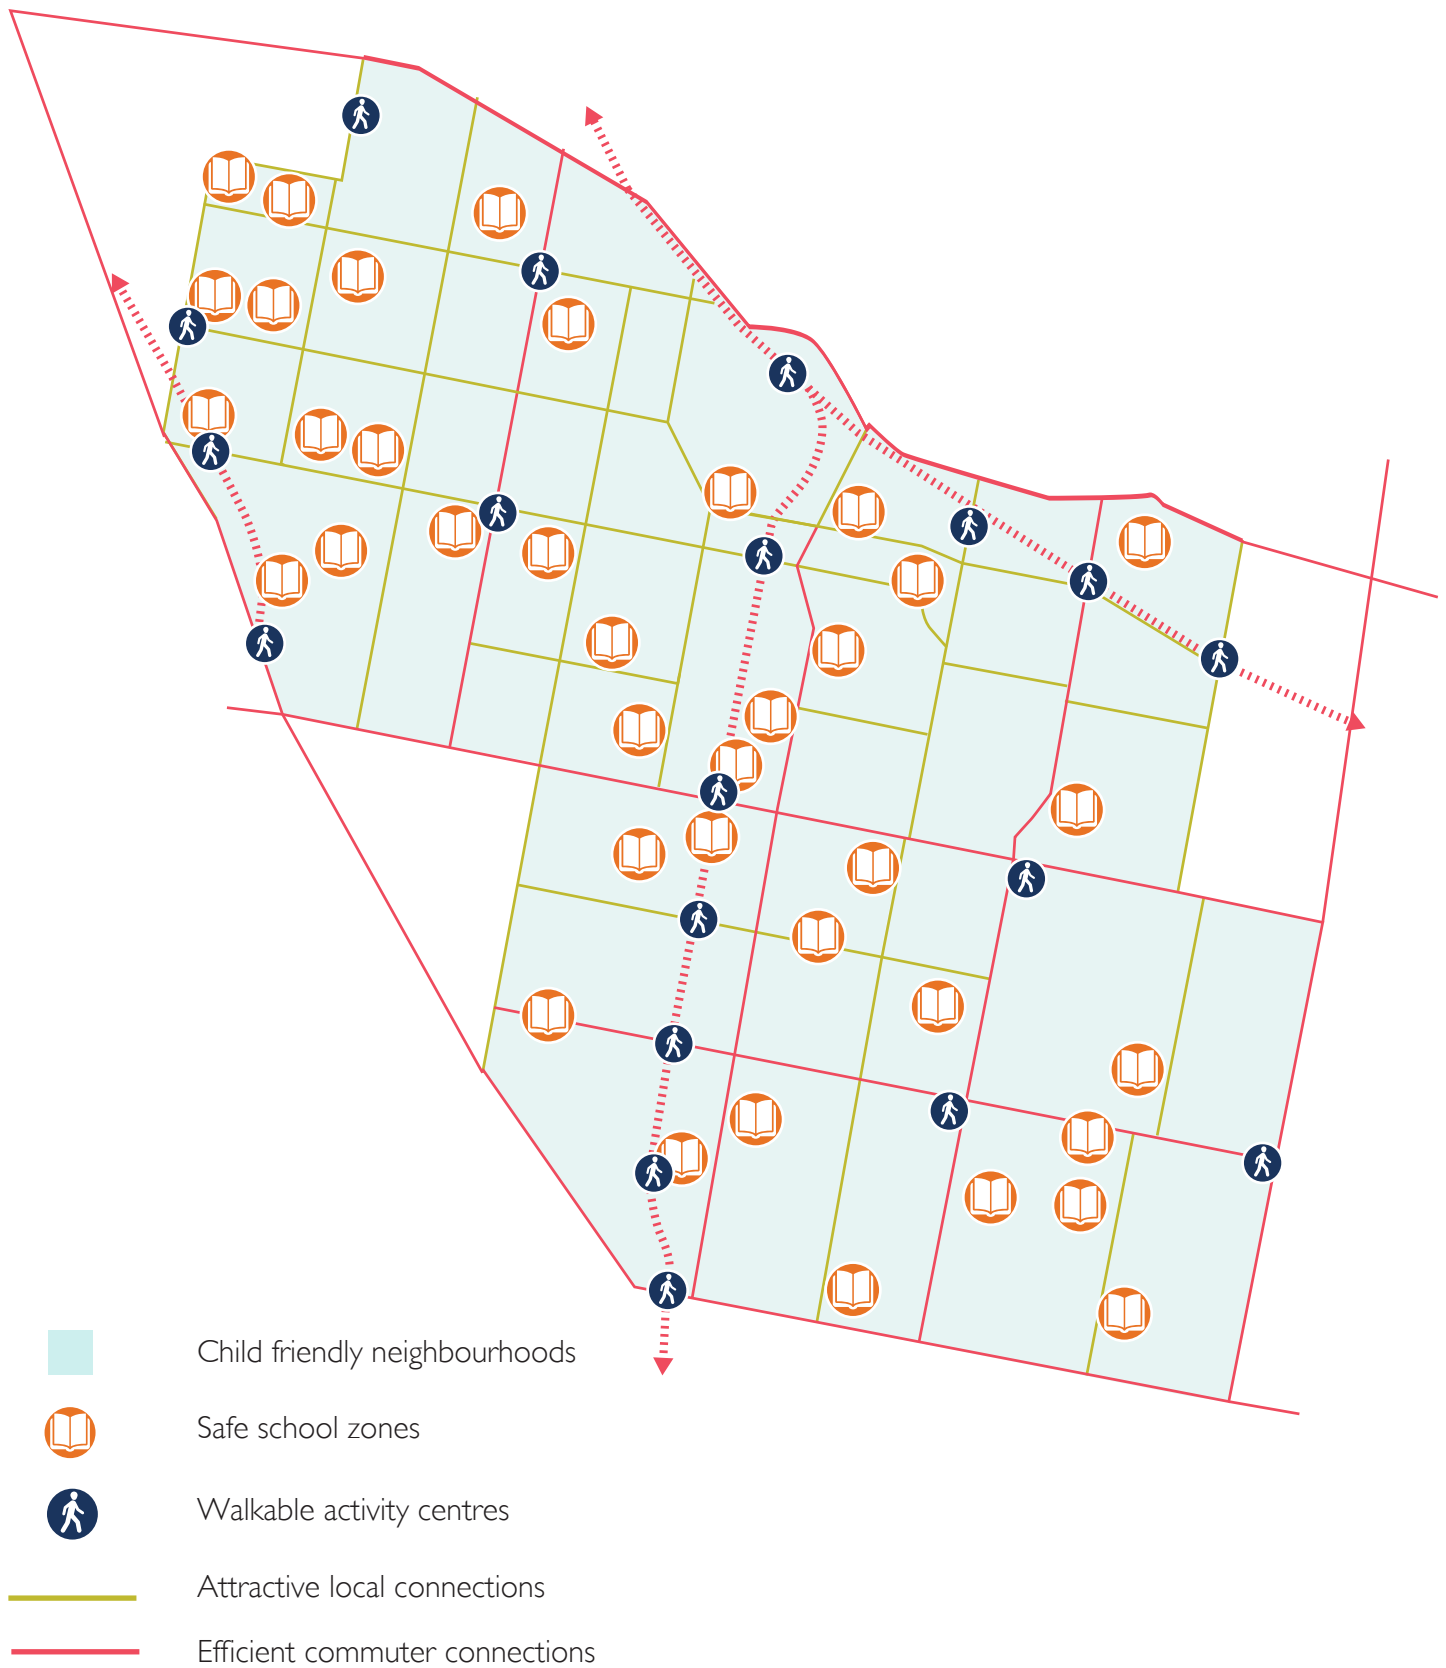 Child friendly neighbourhoods
Safe school zones
Walkable activity centres
Attractive local connections
Efficient commuter connections